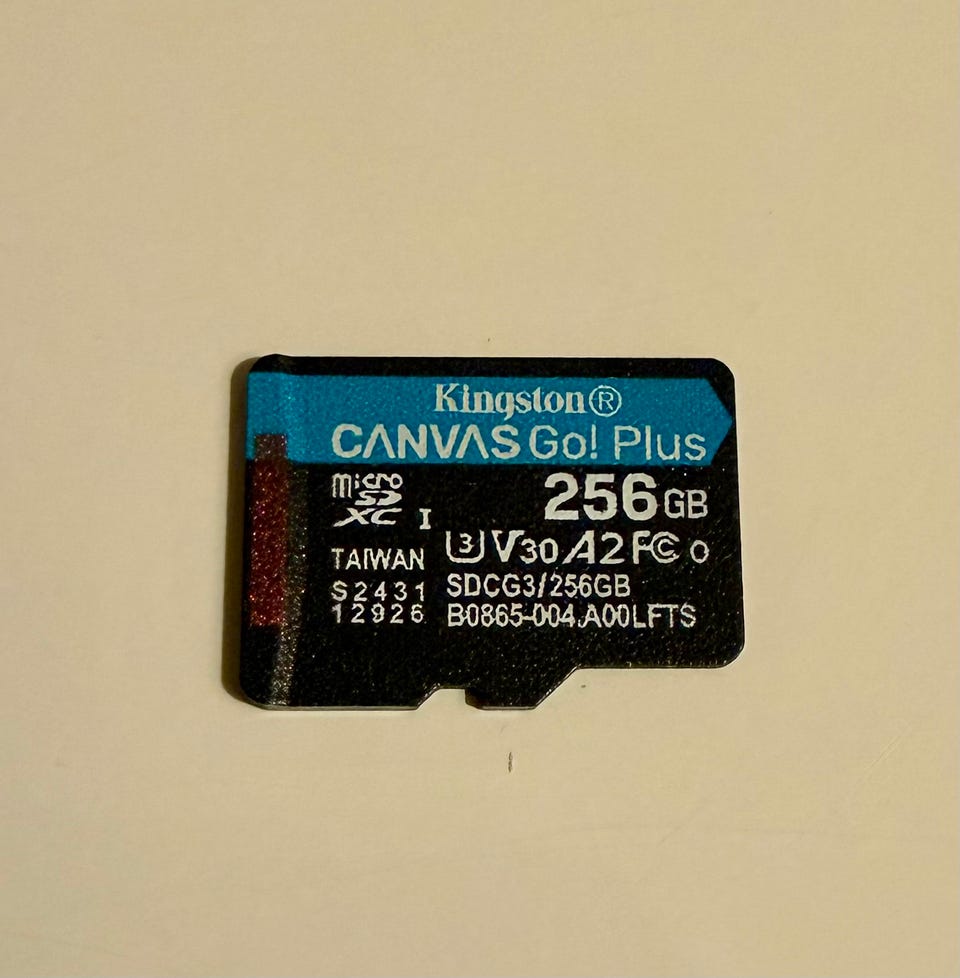 Kingston®
CANVAS Go! Plus
micro SD XC I
256GB
U3 V30 A2 FC O
TAIWAN
S2431
12926
SDCG3/256GB
B0865-004.A00LFTS